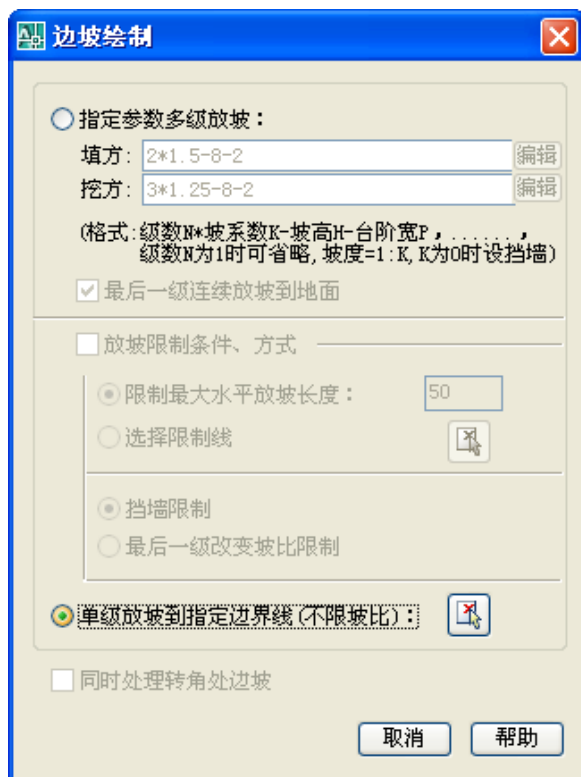 边坡绘制
指定参数多级放坡:
填方: 2*1.5-8-2 编辑
挖方: 3*1.25-8-2 编辑
(格式:级数N*坡系数K-坡高H-台阶宽P,......,
级数N为1时可省略,坡度=1:K,K为0时设挡墙)
最后一级连续放坡到地面
放坡限制条件、方式
限制最大水平放坡长度: 50
选择限制线
挡墙限制
最后一级改变坡比限制
单级放坡到指定边界线(不限坡比):
同时处理转角处边坡
取消 帮助